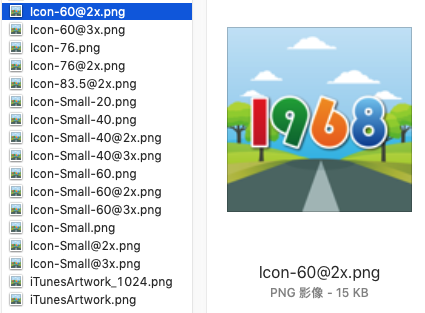 Icon-60@2x.png
Icon-60@3x.png
Icon-76.png
Icon-76@2x.png
Icon-83.5@2x.png
Icon-Small-20.png
Icon-Small-40.png
Icon-Small-40@2x.png
Icon-Small-40@3x.png
Icon-Small-60.png
Icon-Small-60@2x.png
Icon-Small-60@3x.png
Icon-Small.png
Icon-Small@2x.png
Icon-Small@3x.png
iTunesArtwork_1024.png
iTunesArtwork.png
1968
Icon-60@2x.png
PNG 影像 - 15 KB